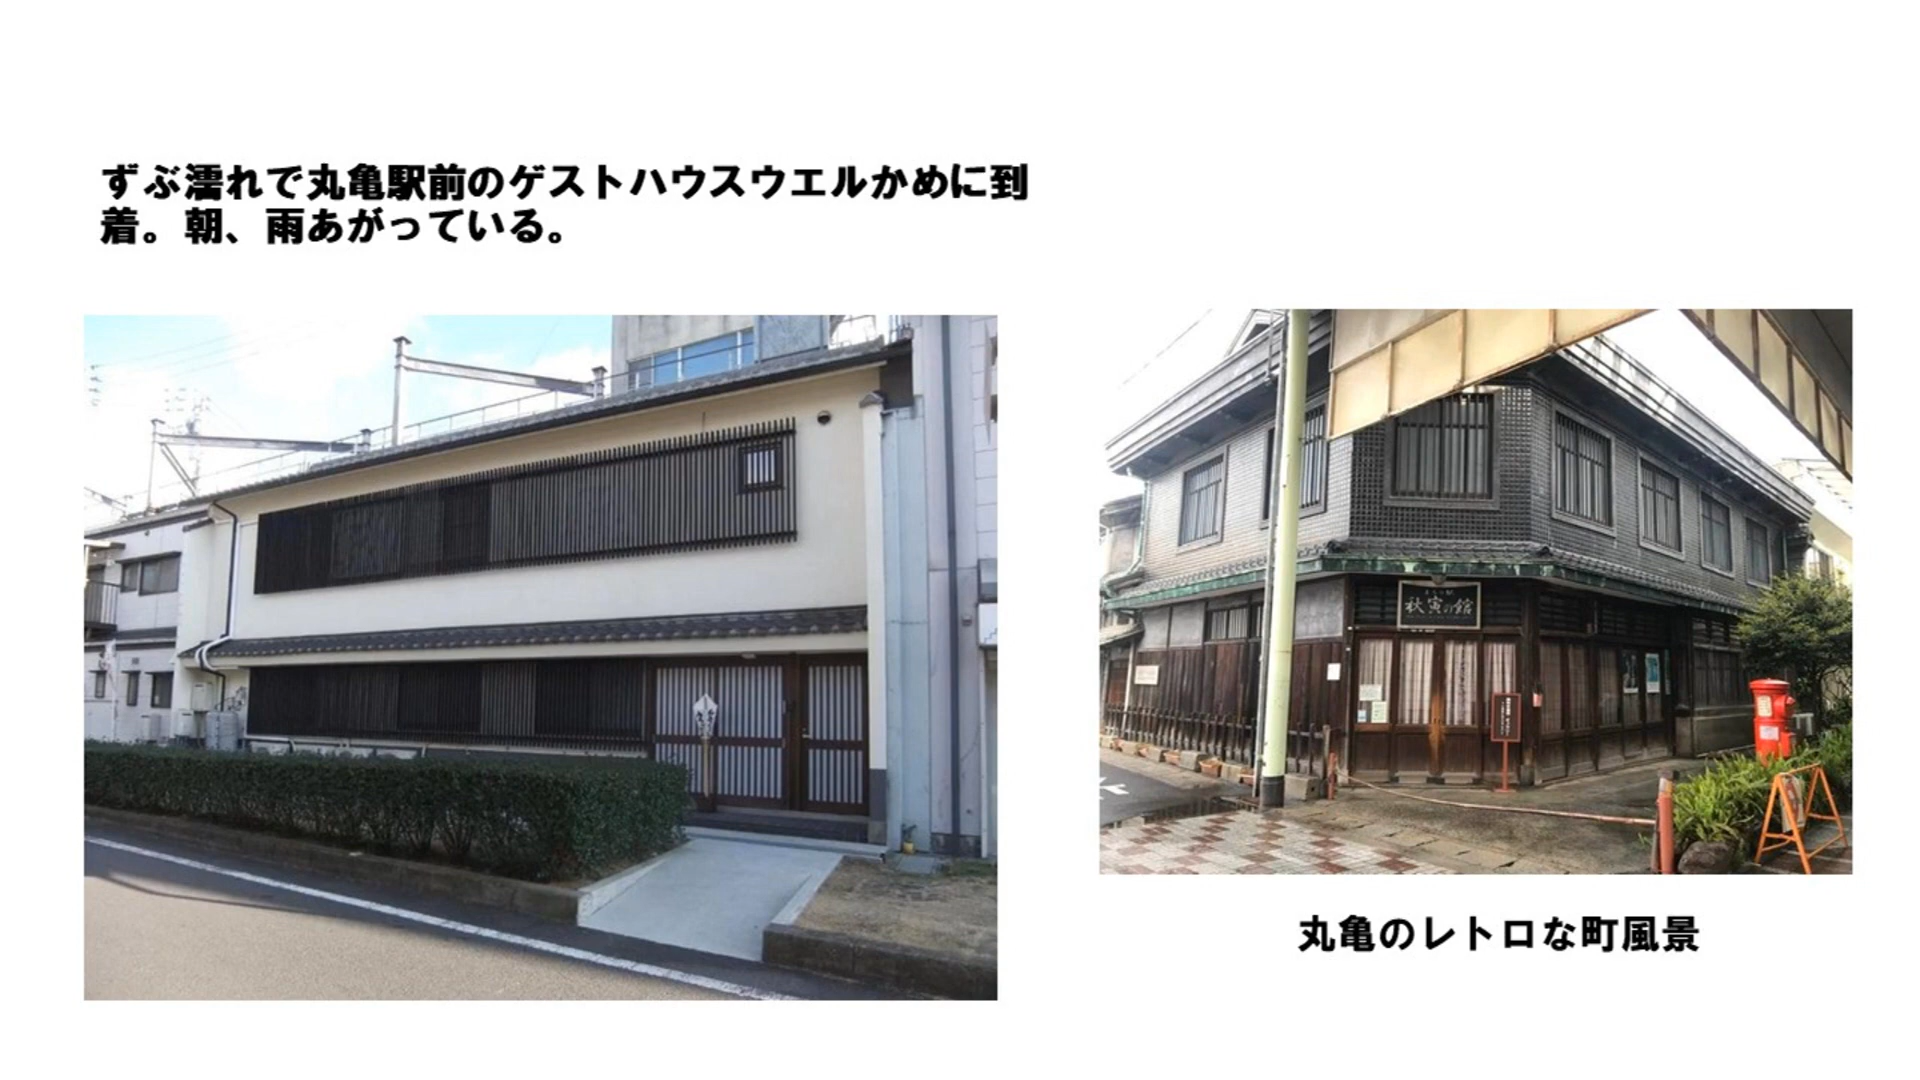 ずぶ濡れで丸亀駅前のゲストハウスウエルかめに到
着。朝、雨あがっている。
秋寅の館
丸亀のレトロな町風景